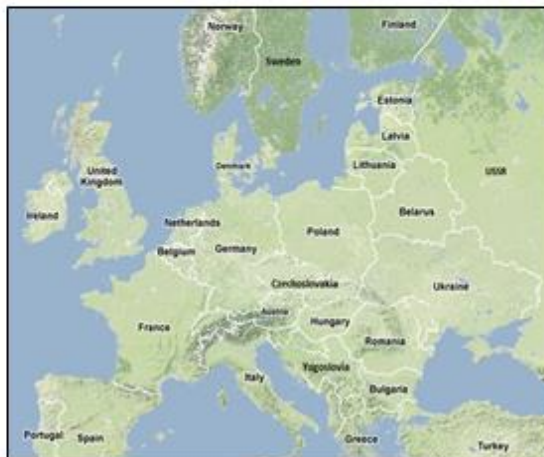 Norway
Finland
Sweden
Estonia
Latvia
Denmark
Lithuania
USSR
United
Kingdom
Ireland
Belarus
Netherlands
Poland
Belgium
Germany
Czechoslovakia
Ukraine
Austria
France
Hungary
Romania
Yogoslovia
Italy
Bulgaria
Portugal
Spain
Greece
Turkey